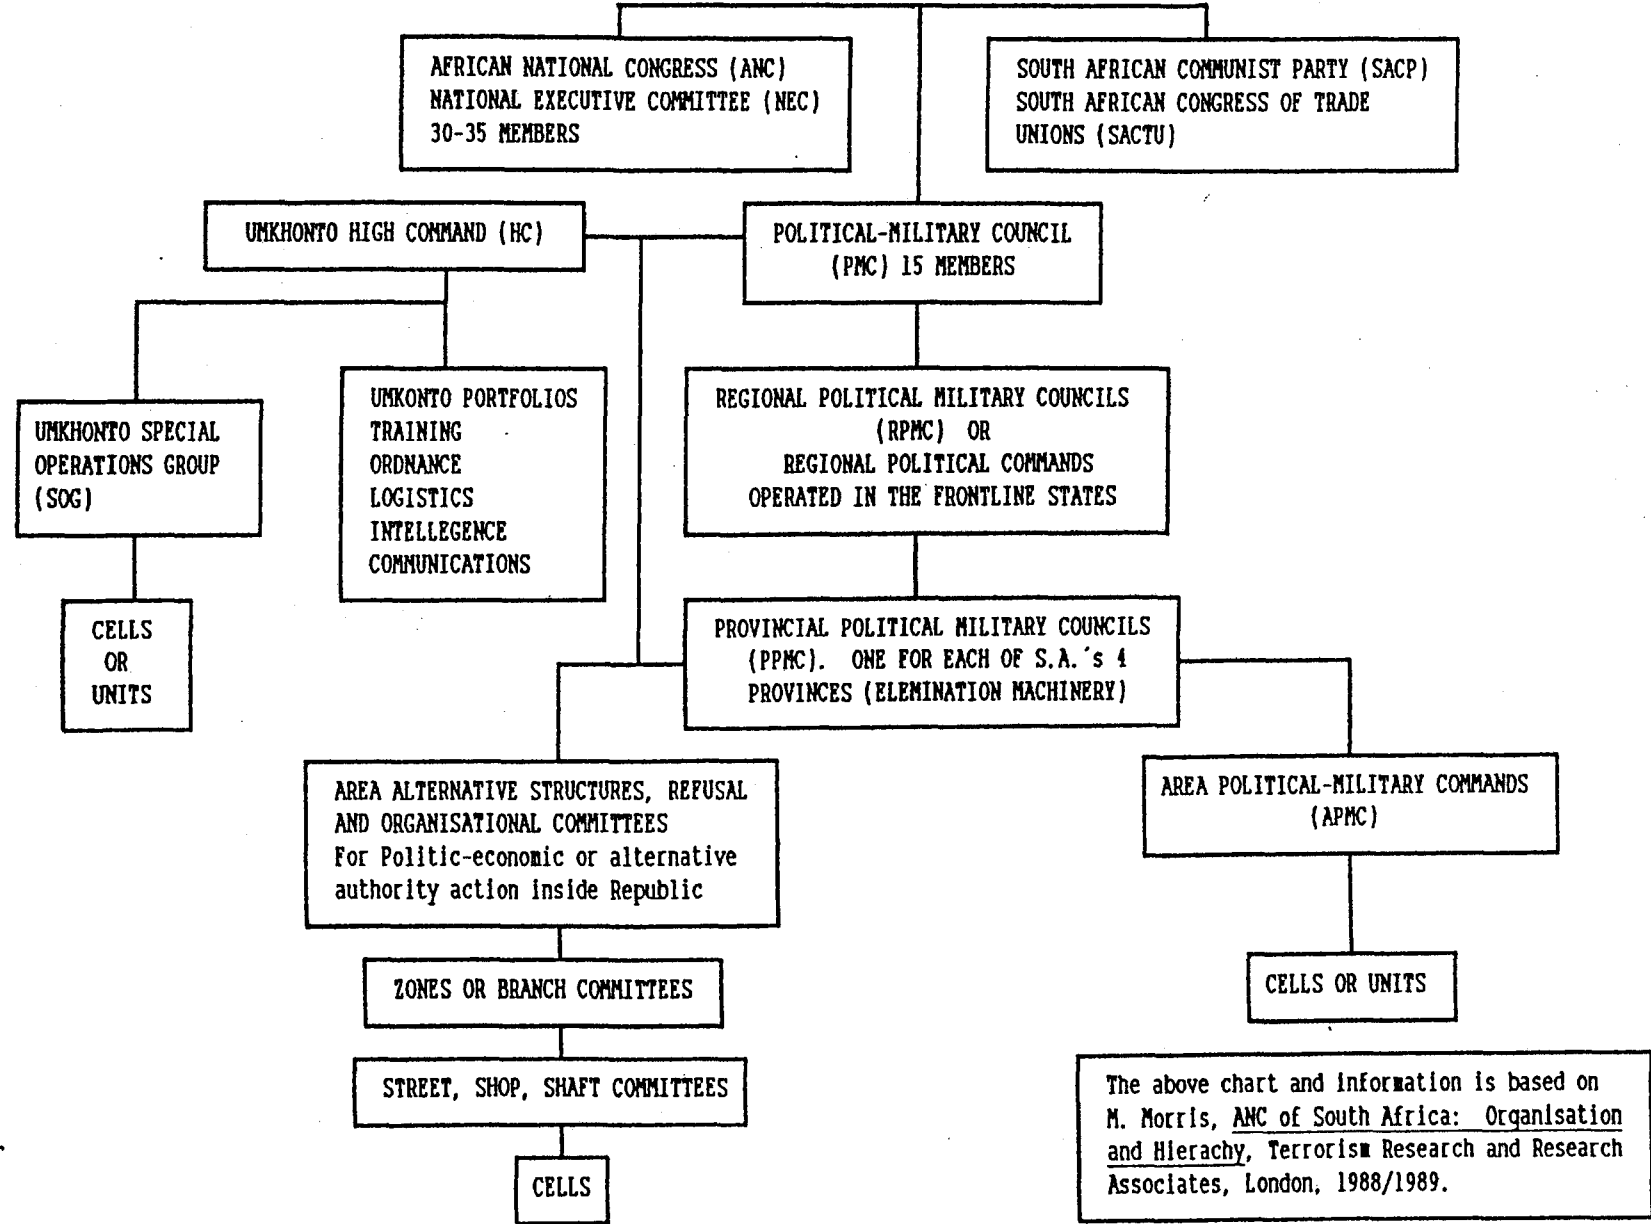 AFRICAN NATIONAL CONGRESS (ANC)
NATIONAL EXECUTIVE COMMITTEE (NEC)
30-35 MEMBERS
SOUTH AFRICAN COMMUNIST PARTY (SACP)
SOUTH AFRICAN CONGRESS OF TRADE
UNIONS (SACTU)
UMKHONTO HIGH COMMAND (HC)
POLITICAL-MILITARY COUNCIL
(PMC) 15 MEMBERS
UMKHONTO SPECIAL
OPERATIONS GROUP
(SOG)
UMKONTO PORTFOLIOS
TRAINING
ORDNANCE
LOGISTICS
INTELLEGENCE
COMMUNICATIONS
REGIONAL POLITICAL MILITARY COUNCILS
(RPMC) OR
REGIONAL POLITICAL COMMANDS
OPERATED IN THE FRONTLINE STATES
CELLS
OR
UNITS
PROVINCIAL POLITICAL MILITARY COUNCILS
(PPMC). ONE FOR EACH OF S.A.'s 4
PROVINCES (ELEMINATION MACHINERY)
AREA ALTERNATIVE STRUCTURES, REFUSAL
AND ORGANISATIONAL COMMITTEES
For Politic-economic or alternative
authority action inside Republic
AREA POLITICAL-MILITARY COMMANDS
(APMC)
ZONES OR BRANCH COMMITTEES
CELLS OR UNITS
STREET, SHOP, SHAFT COMMITTEES
CELLS
The above chart and information is based on
M. Morris, ANC of South Africa: Organisation
and Hierachy, Terrorism Research and Research
Associates, London, 1988/1989.